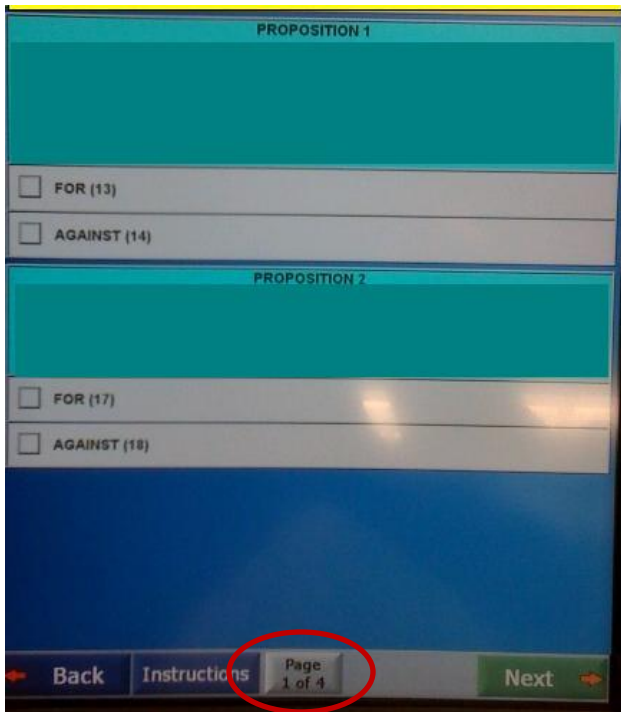 PROPOSITION 1
FOR (13)
AGAINST (14)
PROPOSITION 2
FOR (17)
AGAINST (18)
Back Instructions Page 1 of 4 Next